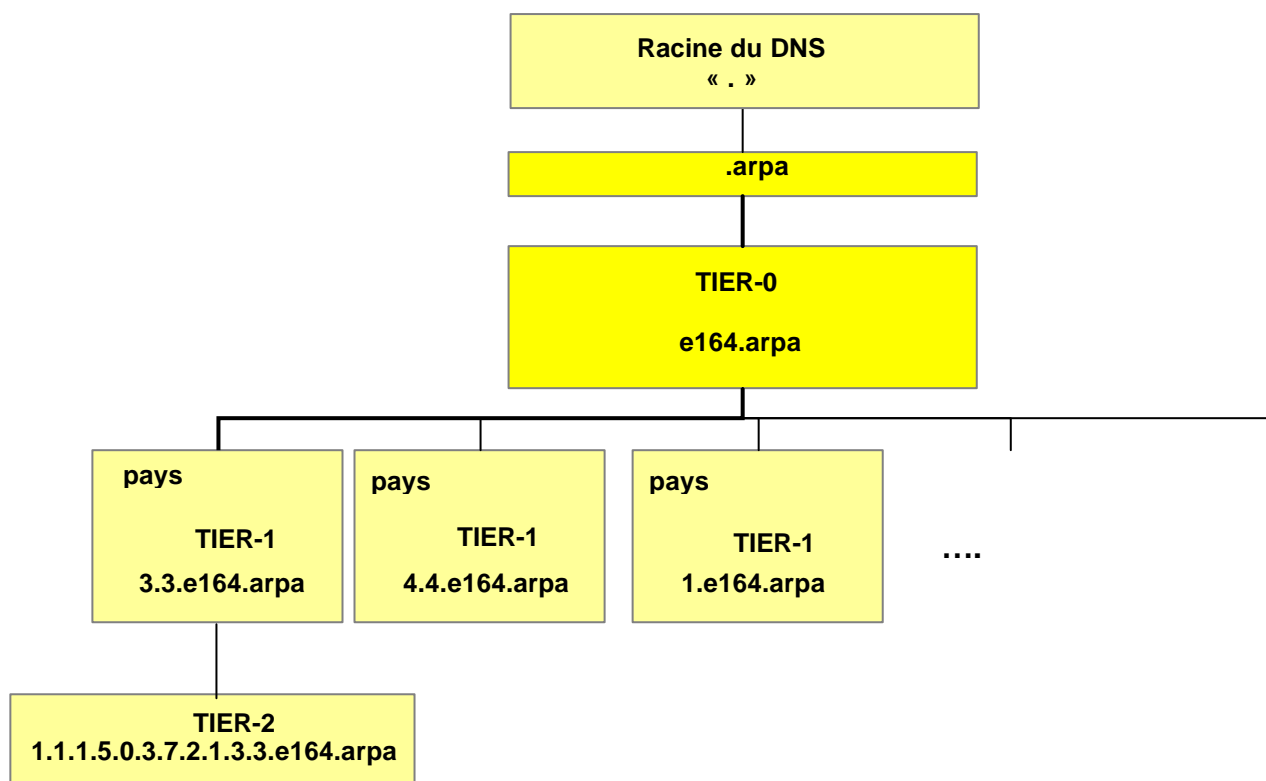 Racine du DNS
« . »
.arpa
TIER-0
e164.arpa
pays
TIER-1
3.3.e164.arpa
pays
TIER-1
4.4.e164.arpa
pays
TIER-1
1.e164.arpa
....
TIER-2
1.1.1.5.0.3.7.2.1.3.3.e164.arpa